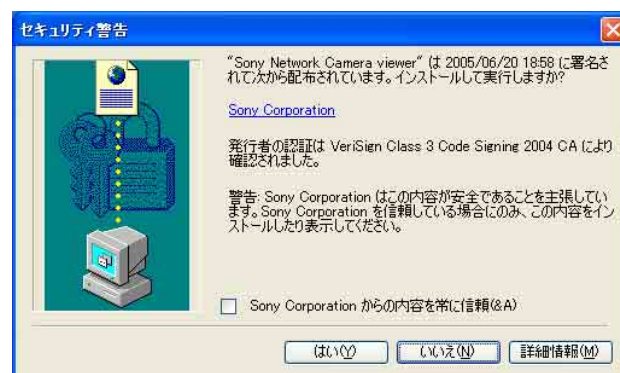 セキュリティ警告
"Sony Network Camera viewer" は 2005/06/20 18:58 に署名さ
れて次から配布されています。インストールして実行しますか?
Sony Corporation
発行者の認証は VeriSign Class 3 Code Signing 2004 CA により
確認されました。
警告: Sony Corporation はこの内容が安全であることを主張してい
ます。Sony Corporation を信頼している場合にのみ、この内容をイン
ストールしたり表示してください。
Sony Corporation からの内容を常に信頼(&A)
はい(Y)
いいえ(N)
詳細情報(M)